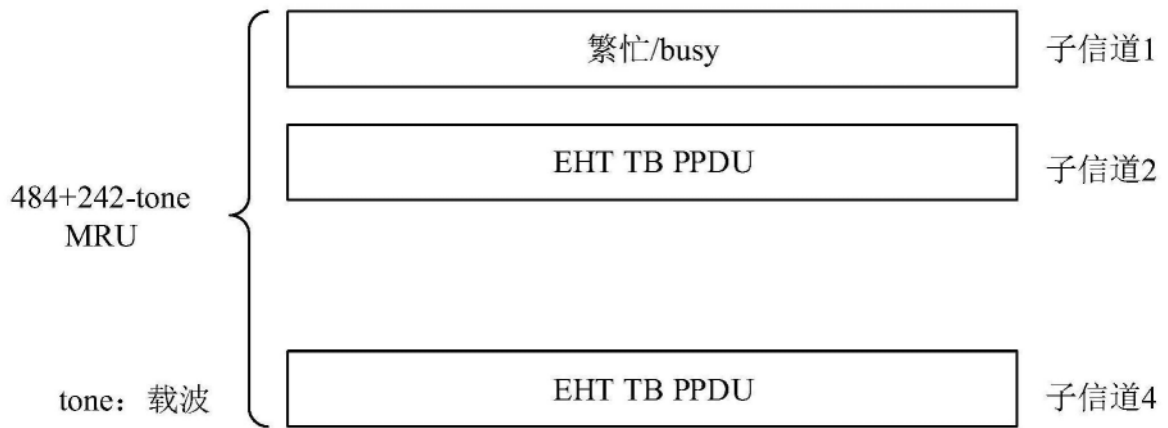 繁忙/busy
子信道1
EHT TB PPDU
子信道2
484+242-tone
MRU
EHT TB PPDU
子信道4
tone：载波